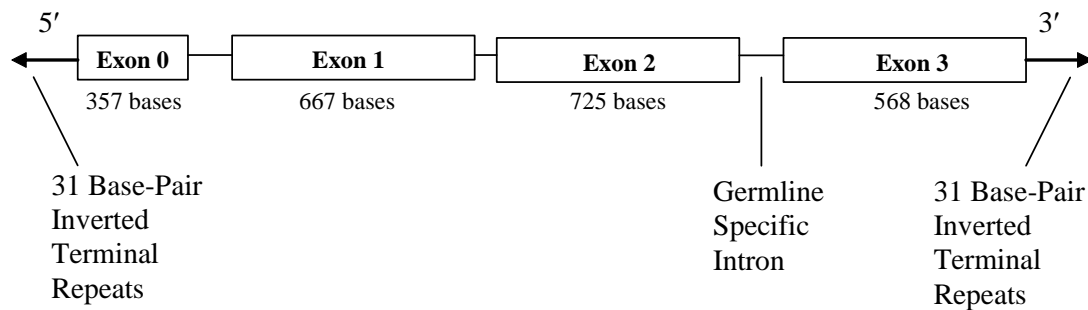 5′
3′
Exon 0
Exon 1
Exon 2
Exon 3
357 bases
667 bases
725 bases
568 bases
31 Base-Pair
Inverted
Terminal
Repeats
Germline
Specific
Intron
31 Base-Pair
Inverted
Terminal
Repeats